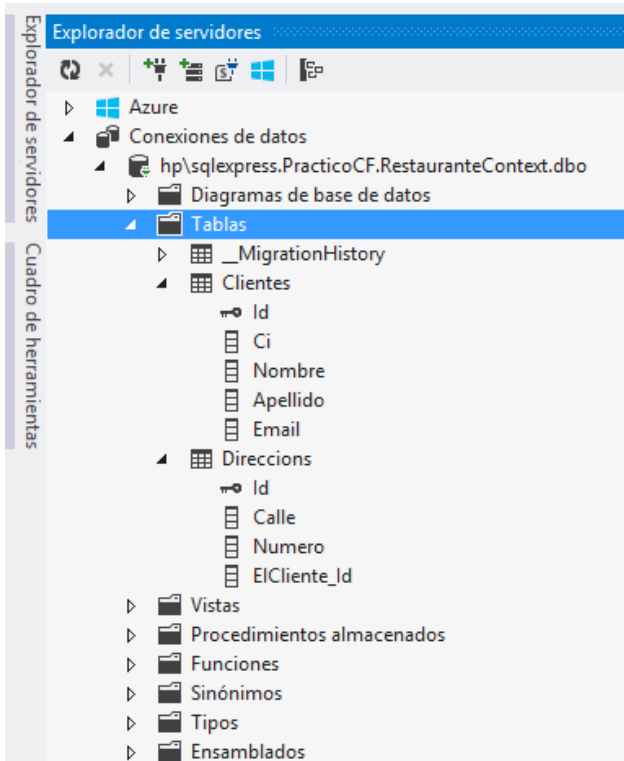 Explorador de servidores
Cuadro de herramientas
Explorador de servidores
Azure
Conexiones de datos
hp\sqlexpress.PracticoCF.RestauranteContext.dbo
Diagramas de base de datos
Tablas
__MigrationHistory
Clientes
Id
Ci
Nombre
Apellido
Email
Direccions
Id
Calle
Numero
ElCliente_Id
Vistas
Procedimientos almacenados
Funciones
Sinónimos
Tipos
Ensamblados